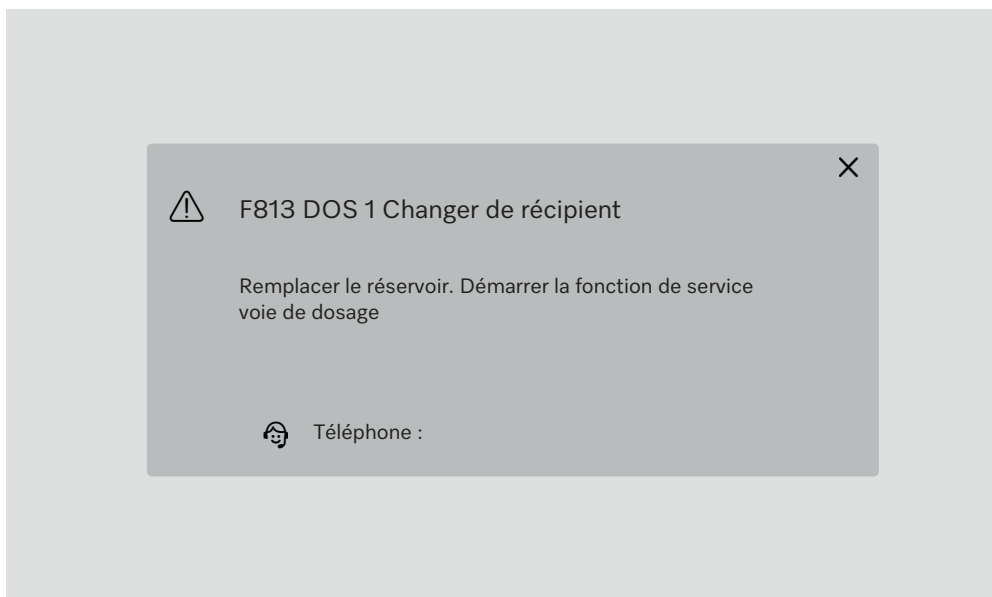 F813 DOS 1 Changer de récipient
Remplacer le réservoir. Démarrer la fonction de service
voie de dosage
Téléphone :